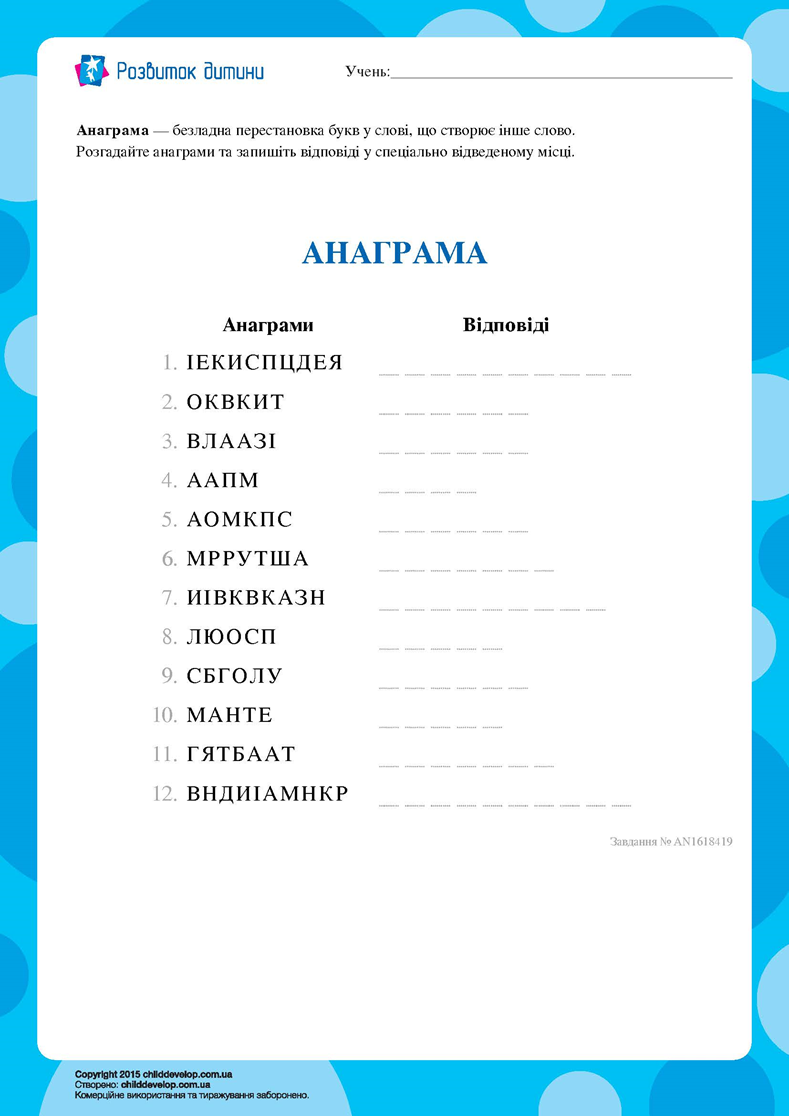 Розвиток дитини
Учень:
Анаграма — безладна перестановка букв у слові, що створює інше слово.
Розгадайте анаграми та запишіть відповіді у спеціально відведеному місці.
АНАГРАМА
Анаграми Відповіді
1. ІЕКИСПЦДЕЯ
2. ОКВКИТ
3. ВЛААЗІ
4. ААПМ
5. АОМКПС
6. МРРУТША
7. ИІВКВКАЗН
8. ЛЮОСП
9. СБГОЛУ
10. МАНТЕ
11. ГЯТБААТ
12. ВНДИІАМНКР
Завдання № AN1618419
Copyright 2015 childdevelop.com.ua
Створено: childdevelop.com.ua
Комерційне використання та тиражування заборонено.